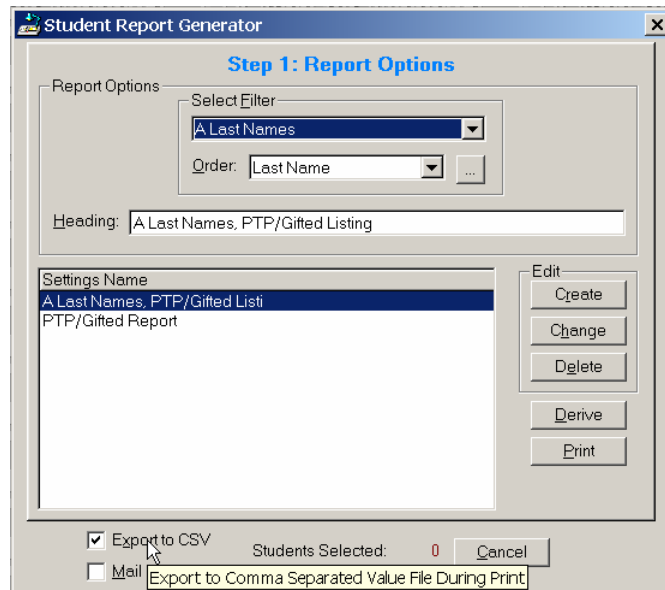 Student Report Generator
Step 1: Report Options
Report Options
Select Filter
A Last Names
Order: Last Name ...
Heading: A Last Names, PTP/Gifted Listing
Settings Name
A Last Names, PTP/Gifted Listi
PTP/Gifted Report
Edit
Create
Change
Delete
Derive
Print
Export to CSV
Students Selected: 0 Cancel
Mail
Export to Comma Separated Value File During Print